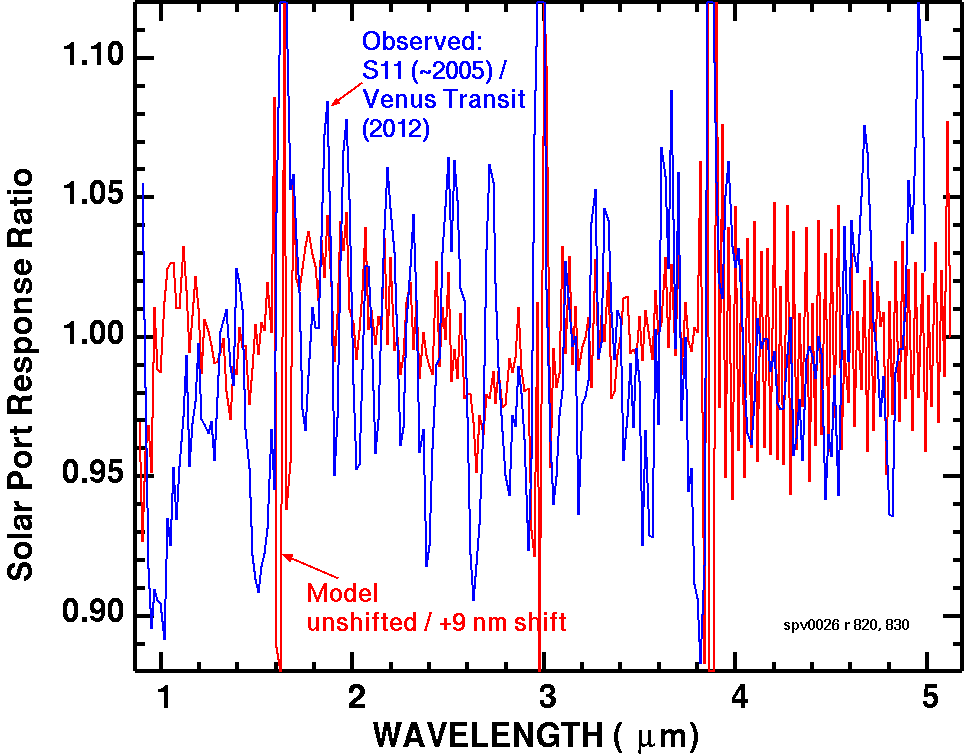 1.10
1.05
1.00
0.95
0.90
Solar Port Response Ratio
Observed:
S11 (~2005) /
Venus Transit
(2012)
Model
unshifted / +9 nm shift
spv0026 r 820, 830
1 2 3 4 5
WAVELENGTH ( μm)